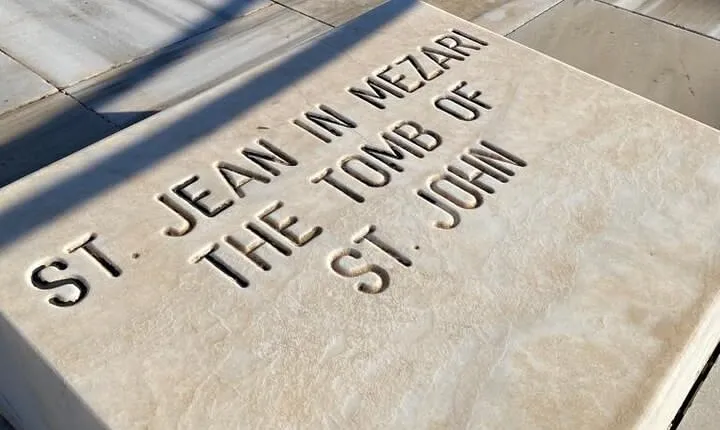 ST. JEAN IN MEZARI
THE TOMB OF
ST. JOHN